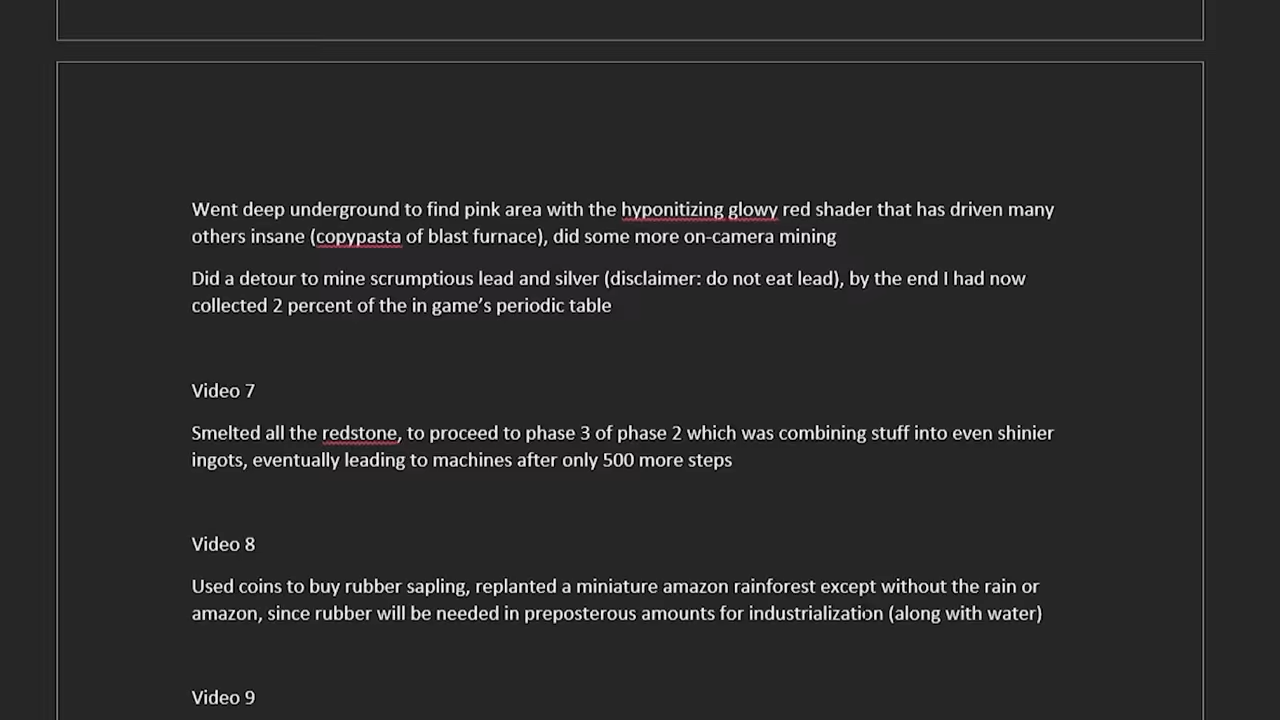 Went deep underground to find pink area with the hyponitizing glowy red shader that has driven many
others insane (copypasta of blast furnace), did some more on-camera mining
Did a detour to mine scrumptious lead and silver (disclaimer: do not eat lead), by the end I had now
collected 2 percent of the in game’s periodic table
Video 7
Smelted all the redstone, to proceed to phase 3 of phase 2 which was combining stuff into even shinier
ingots, eventually leading to machines after only 500 more steps
Video 8
Used coins to buy rubber sapling, replanted a miniature amazon rainforest except without the rain or
amazon, since rubber will be needed in preposterous amounts for industrialization (along with water)
Video 9